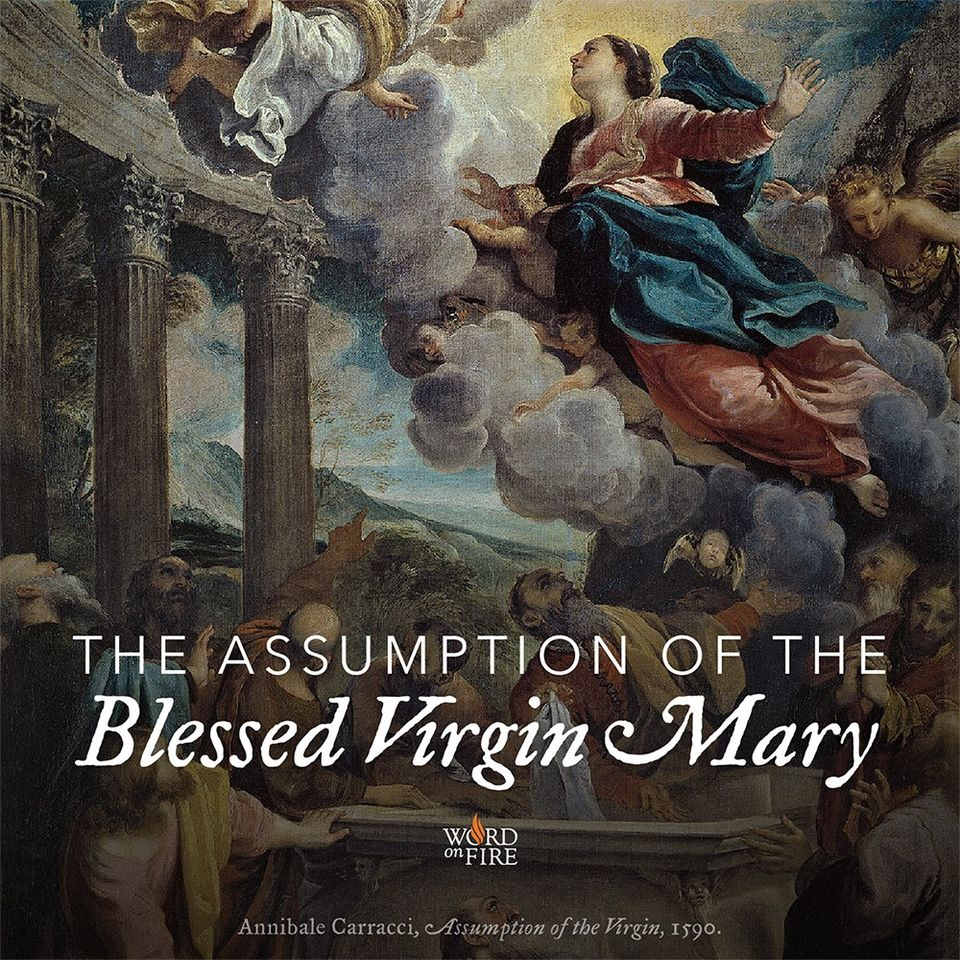 THE ASSUMPTION OF THE
Blessed Virgin Mary
WORD
on FIRE
Annibale Carracci, Assumption of the Virgin, 1590.